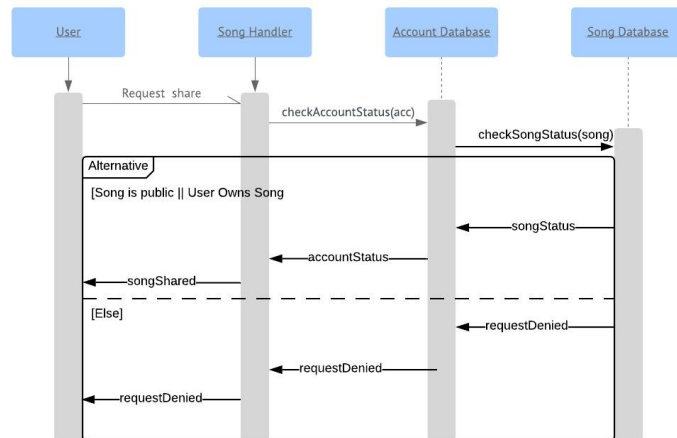 User
Song Handler
Account Database
Song Database
Request share
checkAccountStatus(acc)
checkSongStatus(song)
Alternative
[Song is public || User Owns Song
songStatus
accountStatus
songShared
[Else]
requestDenied
requestDenied
requestDenied